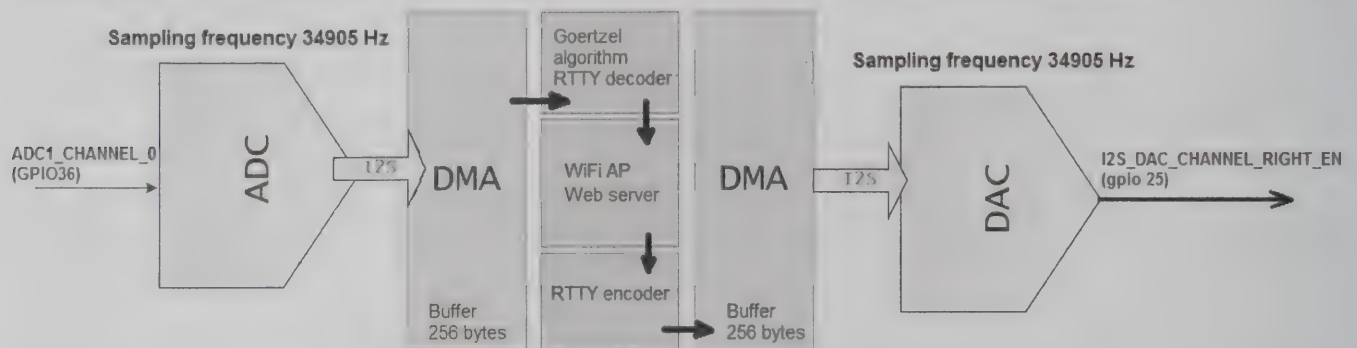 Sampling frequency 34905 Hz
ADC1_CHANNEL_0
(GPIO36)
ADC
I2S
DMA
Buffer
256 bytes
Goertzel
algorithm
RTTY decoder
WiFi AP
Web server
RTTY encoder
DMA
Buffer
256 bytes
I2S
Sampling frequency 34905 Hz
DAC
I2S_DAC_CHANNEL_RIGHT_EN
(gpio 25)